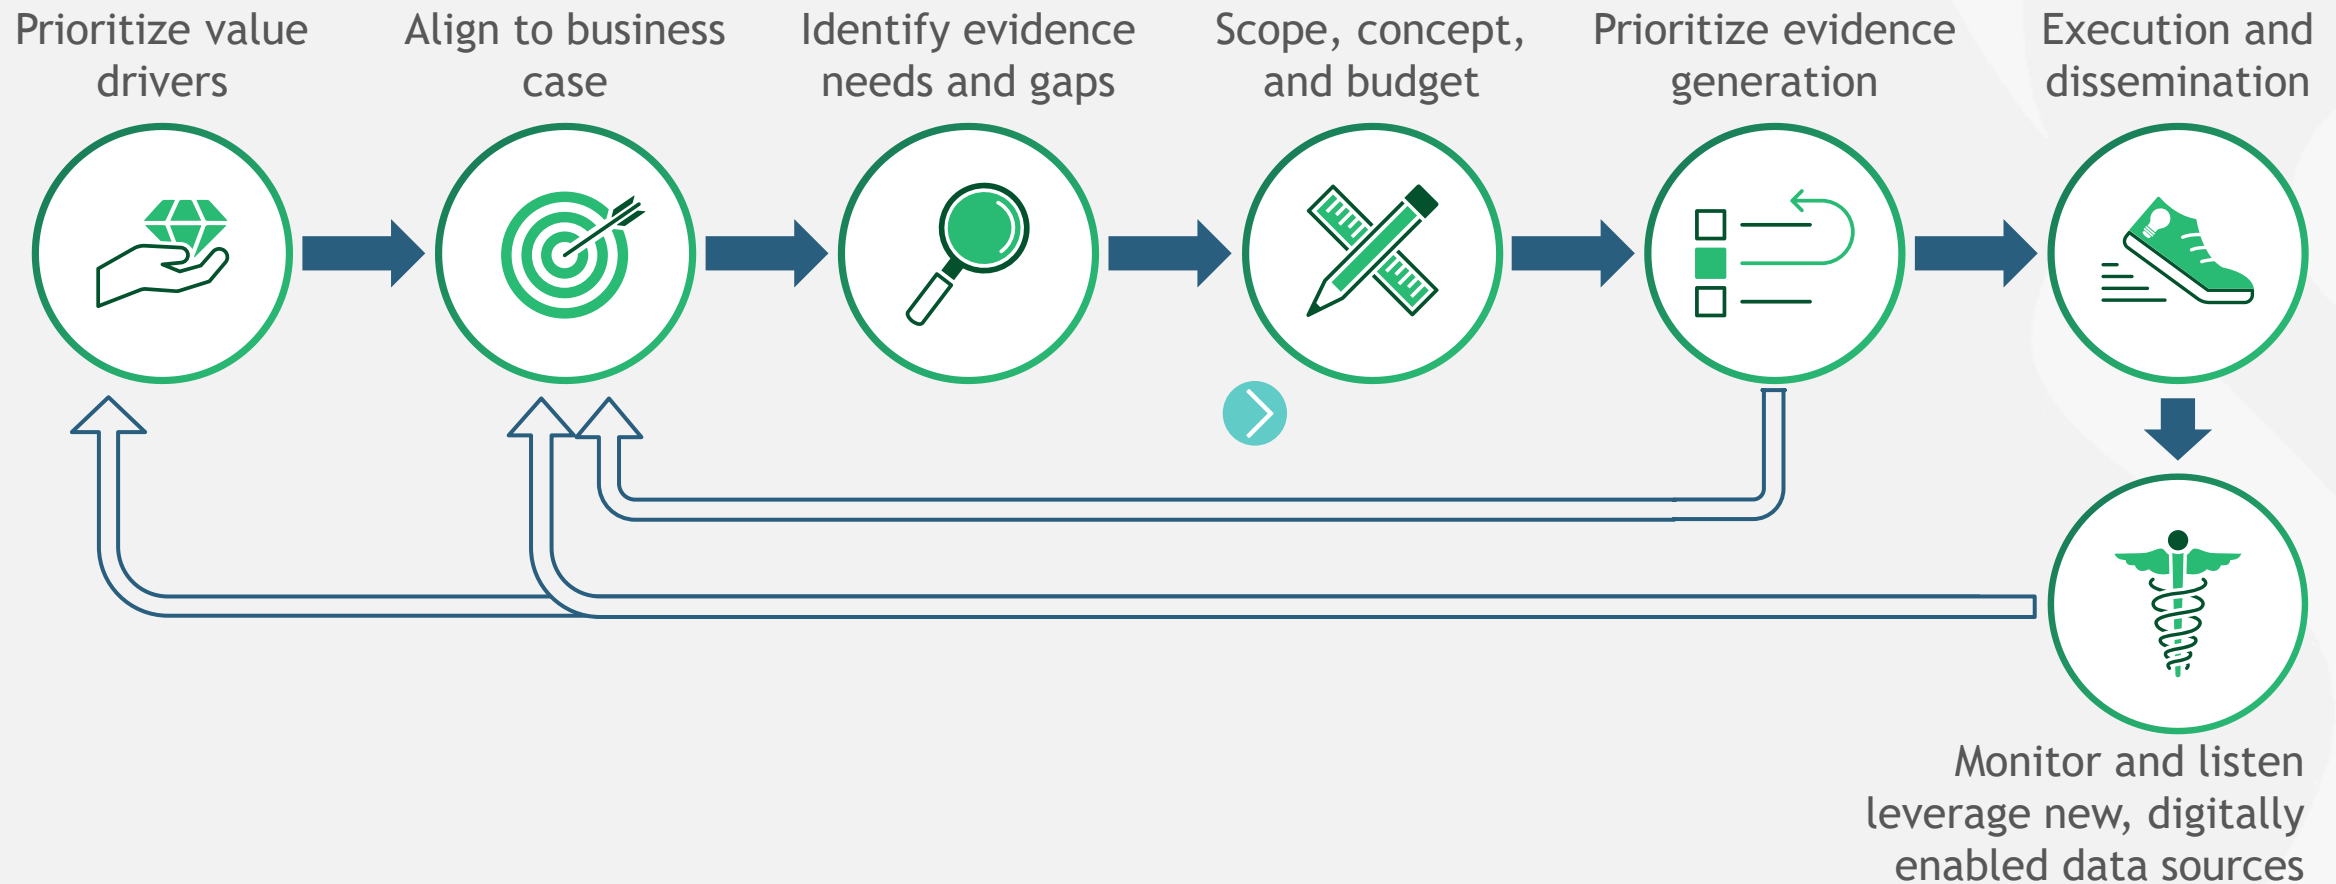 Prioritize value
drivers
Align to business
case
Identify evidence
needs and gaps
Scope, concept,
and budget
Prioritize evidence
generation
Execution and
dissemination
Monitor and listen
leverage new, digitally
enabled data sources